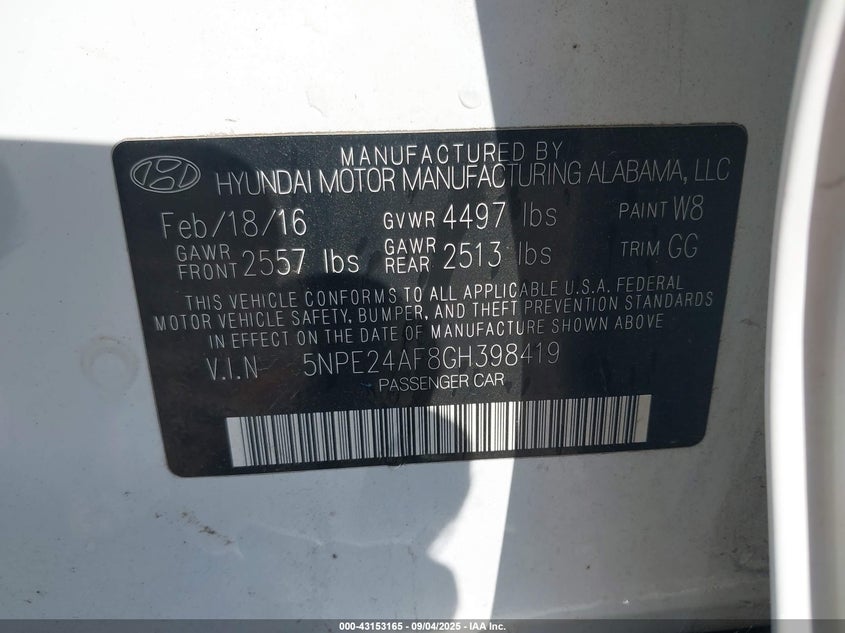 MANUFACTURED BY
HYUNDAI MOTOR MANUFACTURING ALABAMA, LLC
Feb/18/16 GVWR 4497 lbs PAINT W8
GAWR FRONT 2557 lbs GAWR REAR 2513 lbs TRIM GG
THIS VEHICLE CONFORMS TO ALL APPLICABLE U.S.A. FEDERAL
MOTOR VEHICLE SAFETY, BUMPER, AND THEFT PREVENTION STANDARDS
IN EFFECT ON THE DATE OF MANUFACTURE SHOWN ABOVE
V.I.N 5NPE24AF8GH398419
PASSENGER CAR
000-43153165 - 09/04/2025 - IAA Inc.